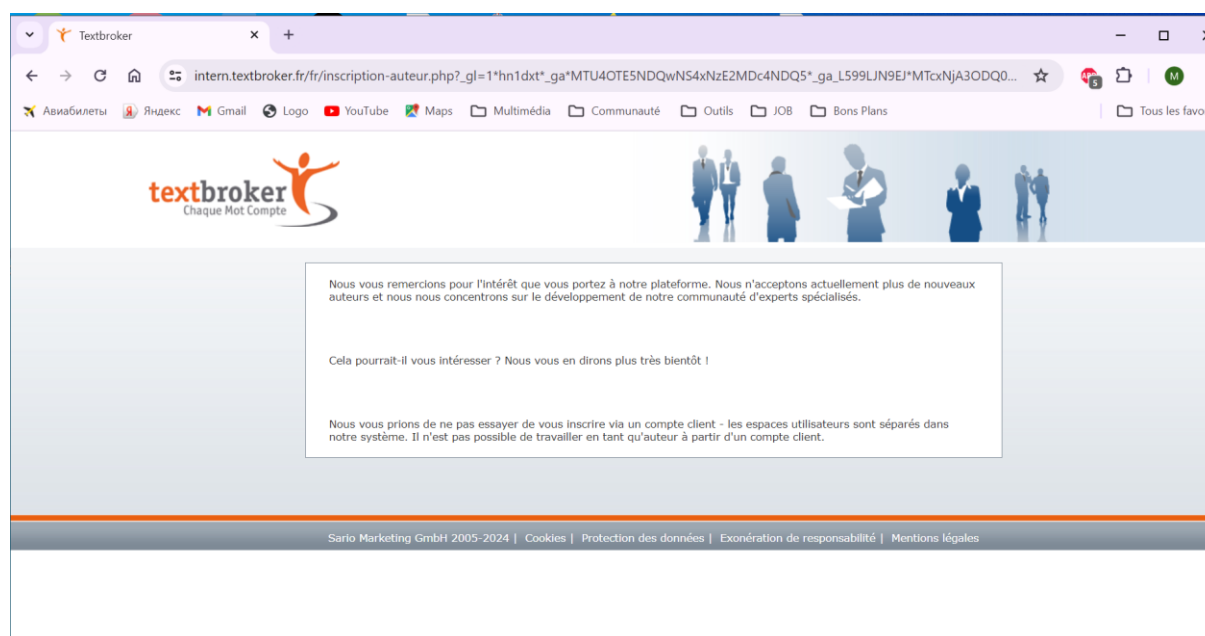 Textbroker
intern.textbroker.fr/fr/inscription-auteur.php?_gl=1*hn1dxt*_ga*MTU4OTE5NDQwNS4xNzE2MDc4NDQ5*_ga_L599LJN9EJ*MTcxNjA3ODQ0...
5
M
Авиабилеты Яндекс Gmail Logo YouTube Maps Multimédia Communauté Outils JOB Bons Plans Tous les favo
textbroker
Chaque Mot Compte
Nous vous remercions pour l'intérêt que vous portez à notre plateforme. Nous n'acceptons actuellement plus de nouveaux
auteurs et nous nous concentrons sur le développement de notre communauté d'experts spécialisés.
Cela pourrait-il vous intéresser ? Nous vous en dirons plus très bientôt !
Nous vous prions de ne pas essayer de vous inscrire via un compte client - les espaces utilisateurs sont séparés dans
notre système. Il n'est pas possible de travailler en tant qu'auteur à partir d'un compte client.
Sario Marketing GmbH 2005-2024 | Cookies | Protection des données | Exonération de responsabilité | Mentions légales